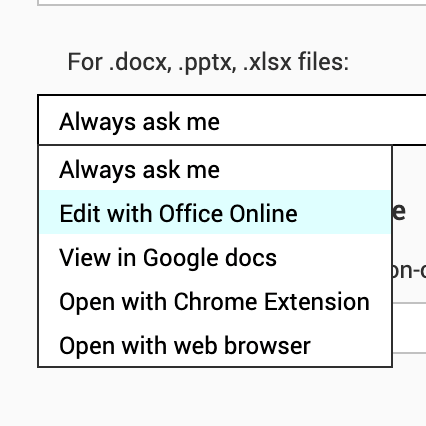 For .docx, .pptx, .xlsx files:
Always ask me
Always ask me
Edit with Office Online
View in Google docs
Open with Chrome Extension
Open with web browser